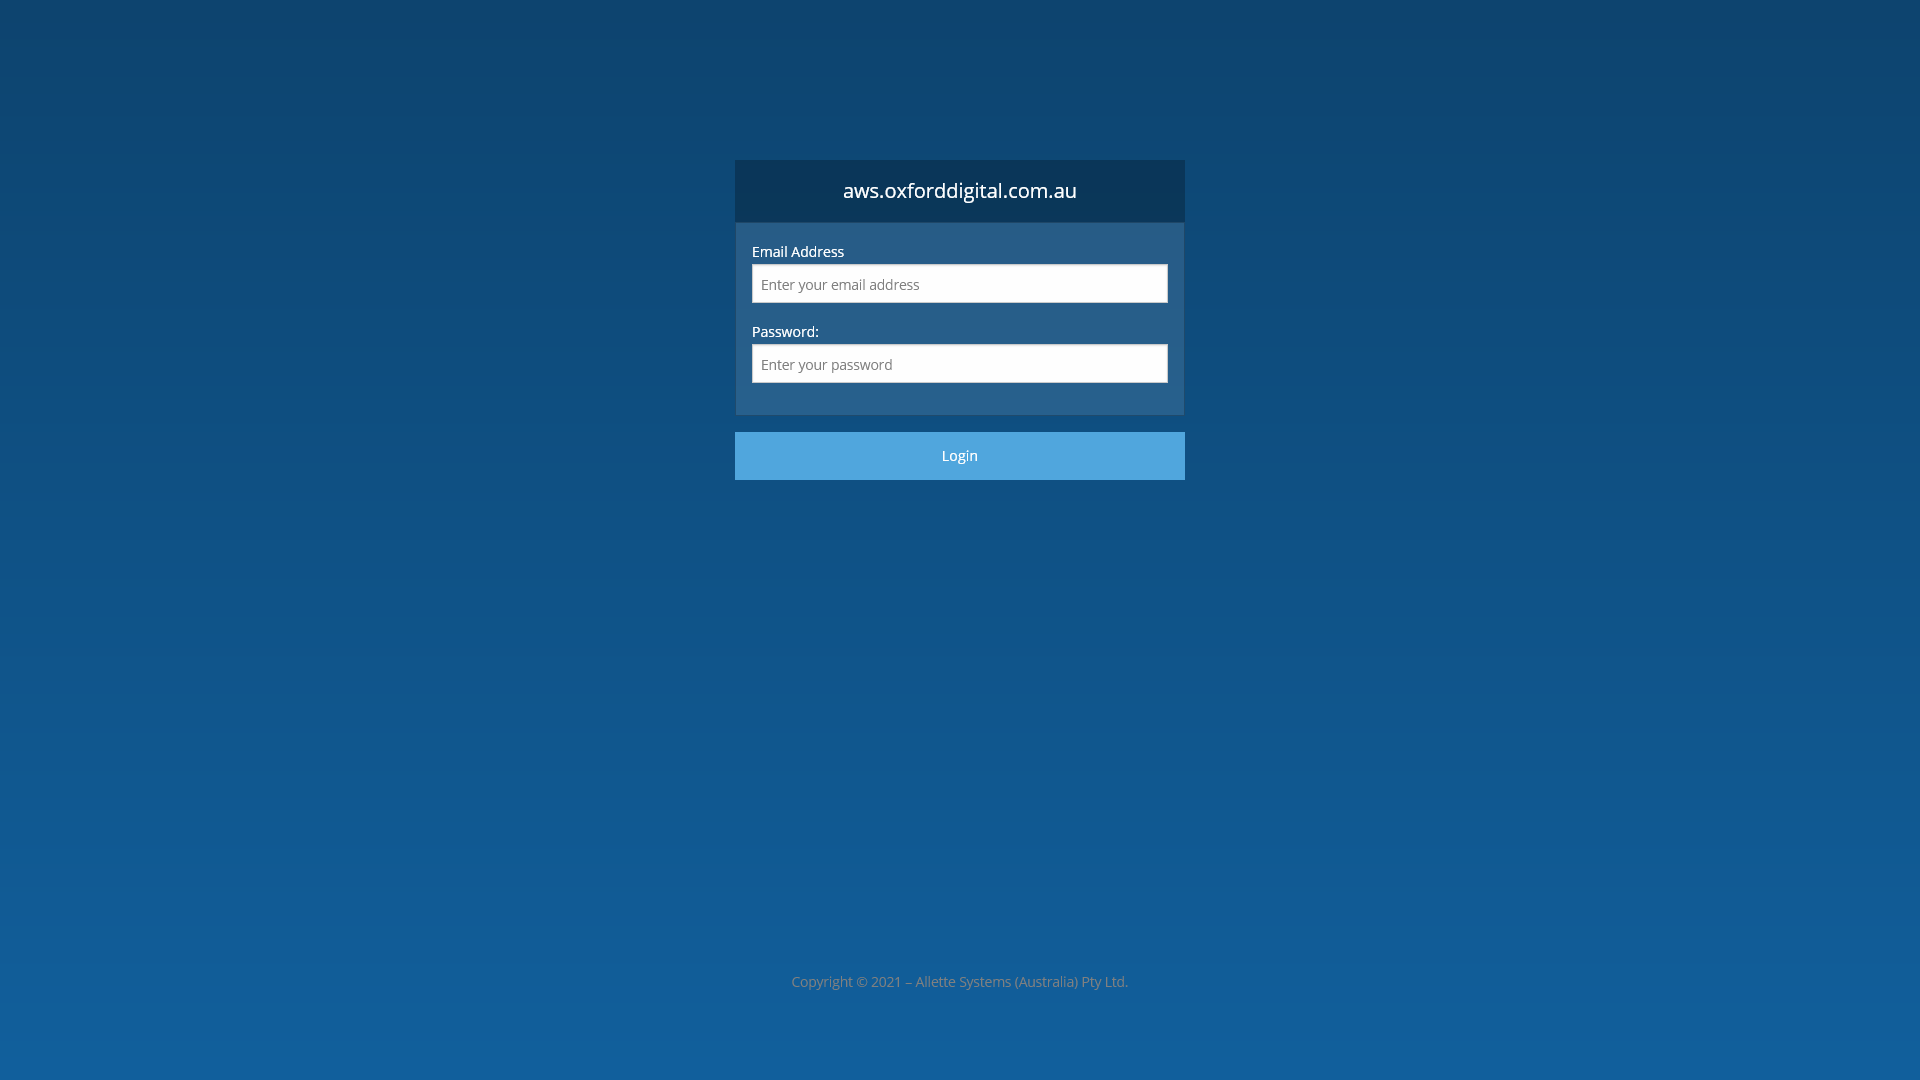 aws.oxforddigital.com.au
Email Address
Enter your email address
Password:
Enter your password
Login
Copyright © 2021 – Allette Systems (Australia) Pty Ltd.